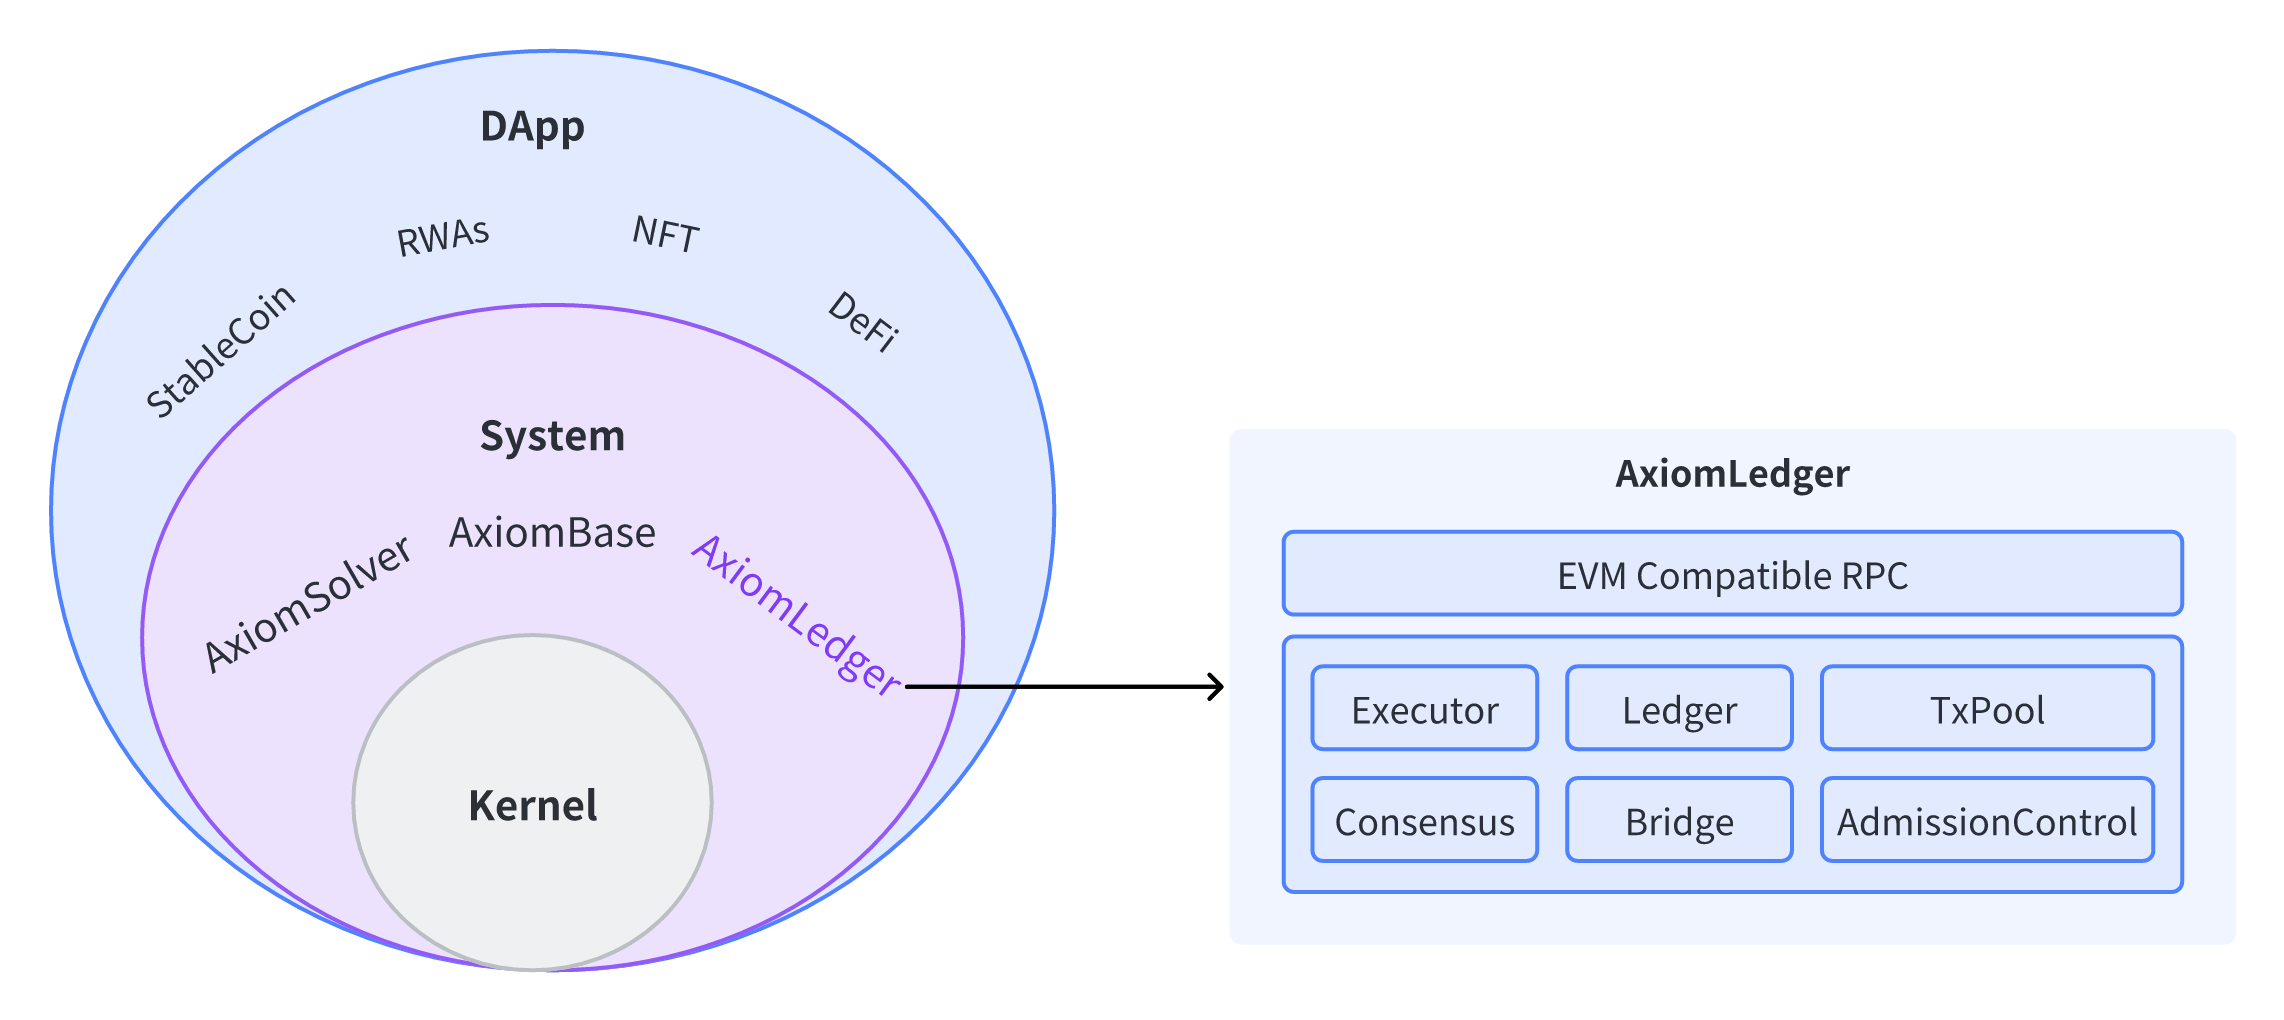 DApp
RWAs
NFT
StableCoin
DeFi
System
AxiomSolver
AxiomBase
AxiomLedger
Kernel
AxiomLedger
EVM Compatible RPC
Executor
Ledger
TxPool
Consensus
Bridge
AdmissionControl